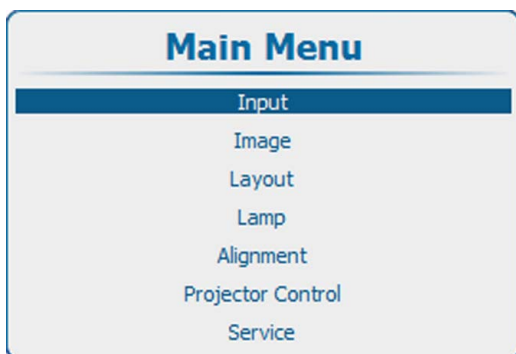 Main Menu
Input
Image
Layout
Lamp
Alignment
Projector Control
Service